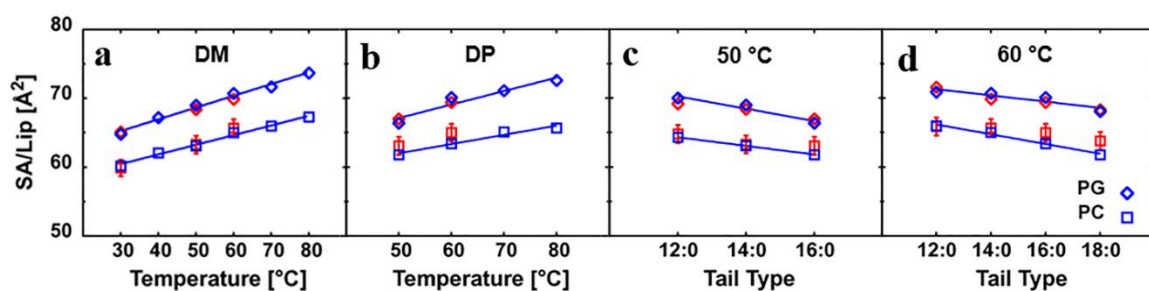 80
70
60
50
SA/Lip [Å²]
a
DM
30 40 50 60 70 80
Temperature [°C]
b
DP
50 60 70 80
Temperature [°C]
c
50 °C
12:0 14:0 16:0
Tail Type
d
60 °C
PG
PC
12:0 14:0 16:0 18:0
Tail Type